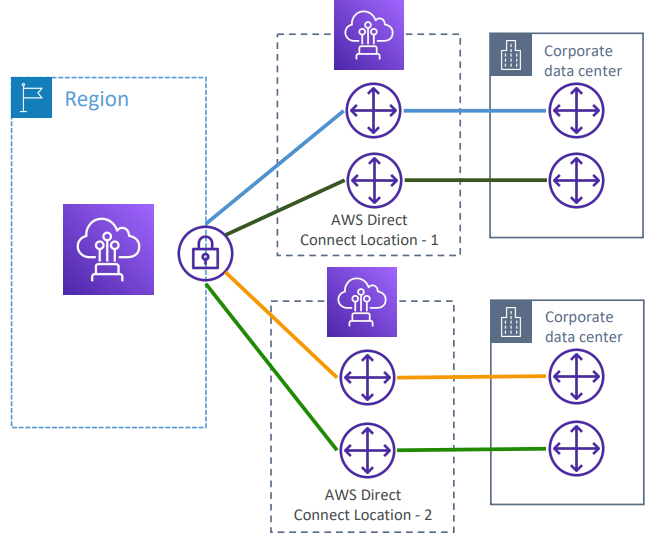 Region
Corporate
data center
AWS Direct
Connect Location - 1
Corporate
data center
AWS Direct
Connect Location - 2